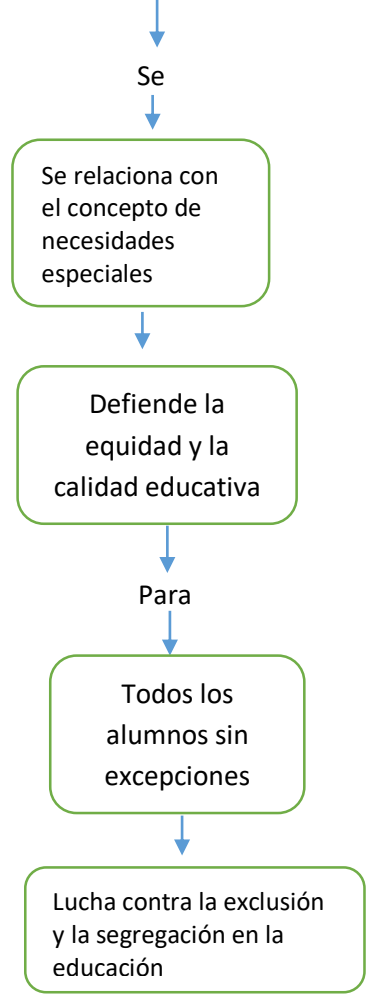 Se
Se relaciona con
el concepto de
necesidades
especiales
Defiende la
equidad y la
calidad educativa
Para
Todos los
alumnos sin
excepciones
Lucha contra la exclusión
y la segregación en la
educación